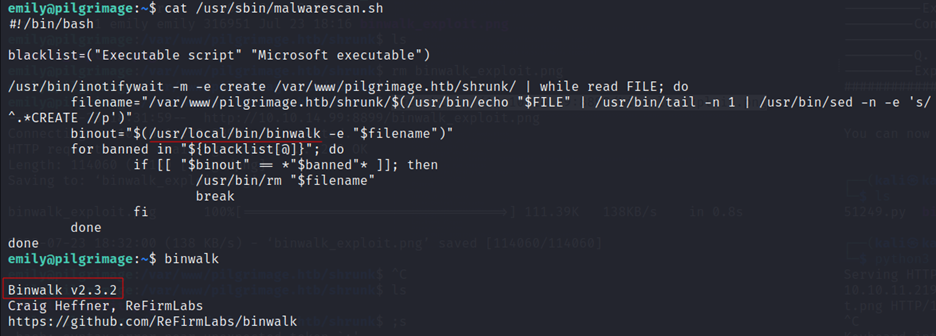 emily@pilgrimage:~$ cat /usr/sbin/malwarescan.sh
#!/bin/bash
blacklist=("Executable script" "Microsoft executable")
/usr/bin/inotifywait -m -e create /var/www/pilgrimage.htb/shrunk/ | while read FILE; do
filename="/var/www/pilgrimage.htb/shrunk/$(/usr/bin/echo "$FILE" | /usr/bin/tail -n 1 | /usr/bin/sed -n -e 's/
^.*CREATE //p')"
binout="$(/usr/local/bin/binwalk -e "$filename")"
for banned in "${blacklist[@]}"; do
if [[ "$binout" == *"$banned"* ]]; then
/usr/bin/rm "$filename"
break
fi
done
done
emily@pilgrimage:~$ binwalk
Binwalk v2.3.2
Craig Heffner, ReFirmLabs
https://github.com/ReFirmLabs/binwalk